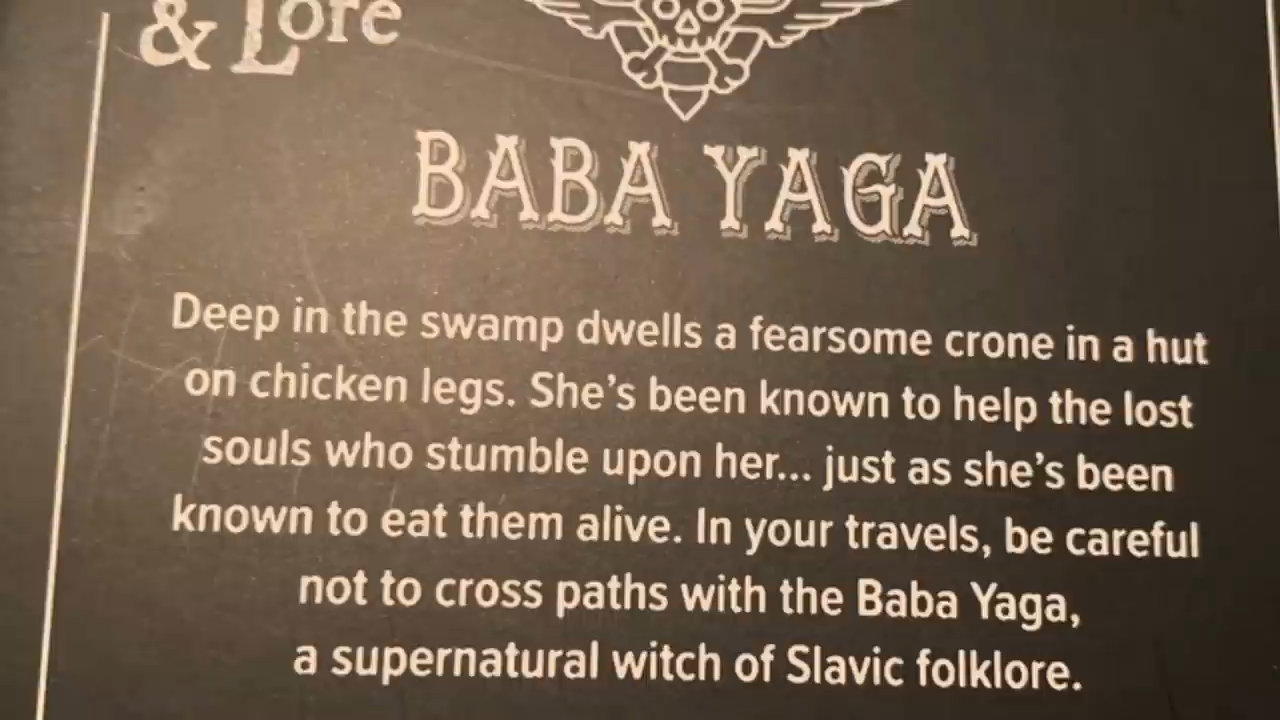 & Lore
BABA YAGA
Deep in the swamp dwells a fearsome crone in a hut
on chicken legs. She's been known to help the lost
souls who stumble upon her... just as she's been
known to eat them alive. In your travels, be careful
not to cross paths with the Baba Yaga,
a supernatural witch of Slavic folklore.